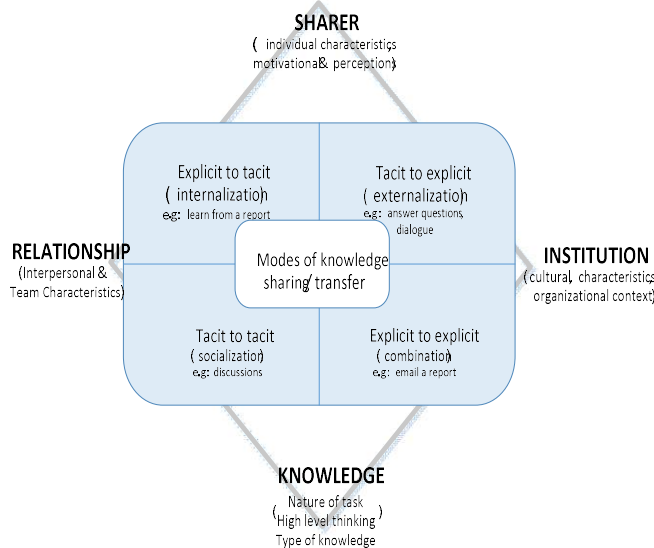 SHARER
( individual characteristics,
motivational & perceptions)
Explicit to tacit
( internalization)
e.g: learn from a report
Tacit to explicit
( externalization)
e.g: answer questions,
dialogue
RELATIONSHIP
(Interpersonal &
Team Characteristics)
Modes of knowledge
sharing/ transfer
INSTITUTION
( cultural, characteristics,
organizational context)
Tacit to tacit
( socialization)
e.g: discussions
Explicit to explicit
( combination)
e.g: email a report
KNOWLEDGE
( Nature of task )
High level thinking
Type of knowledge